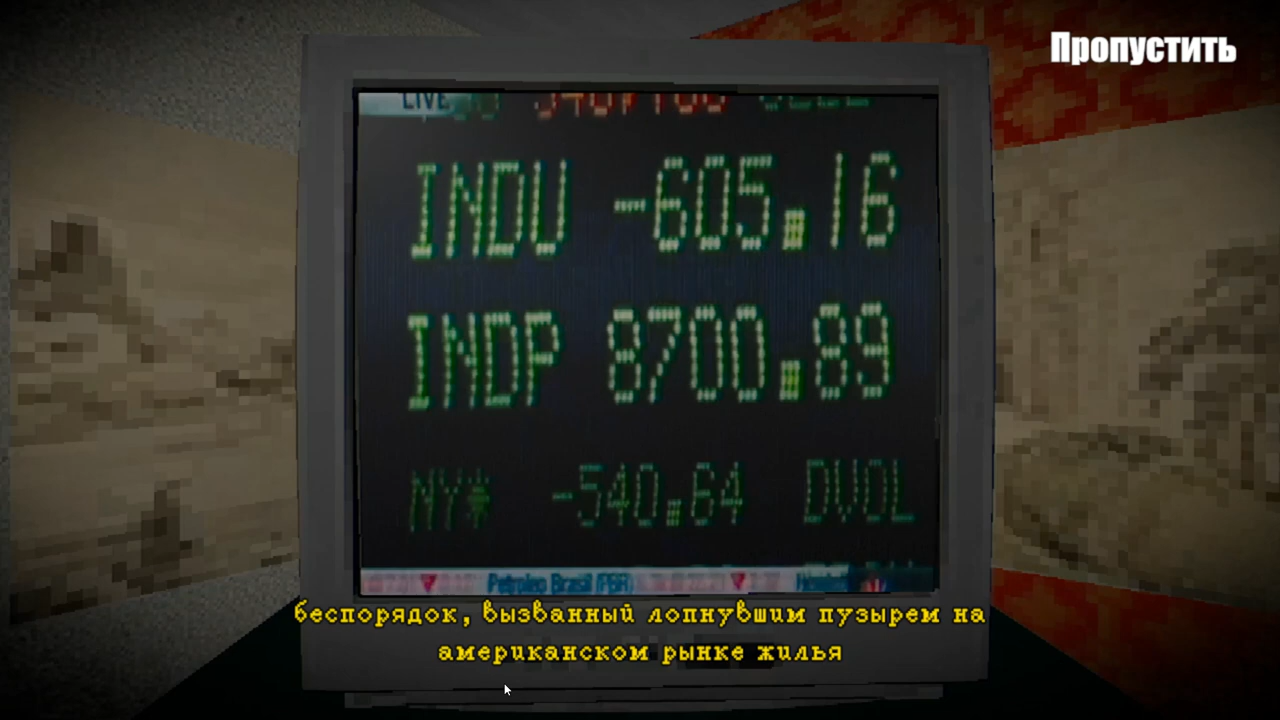 Пропустить
LIVE
INDU -605.16
INDP 8700.89
NY* -540.64 DVOL
Petroleo Brasil (PBR)
беспорядок, вызванный лопнувшим пузырем на
американском рынке жилья